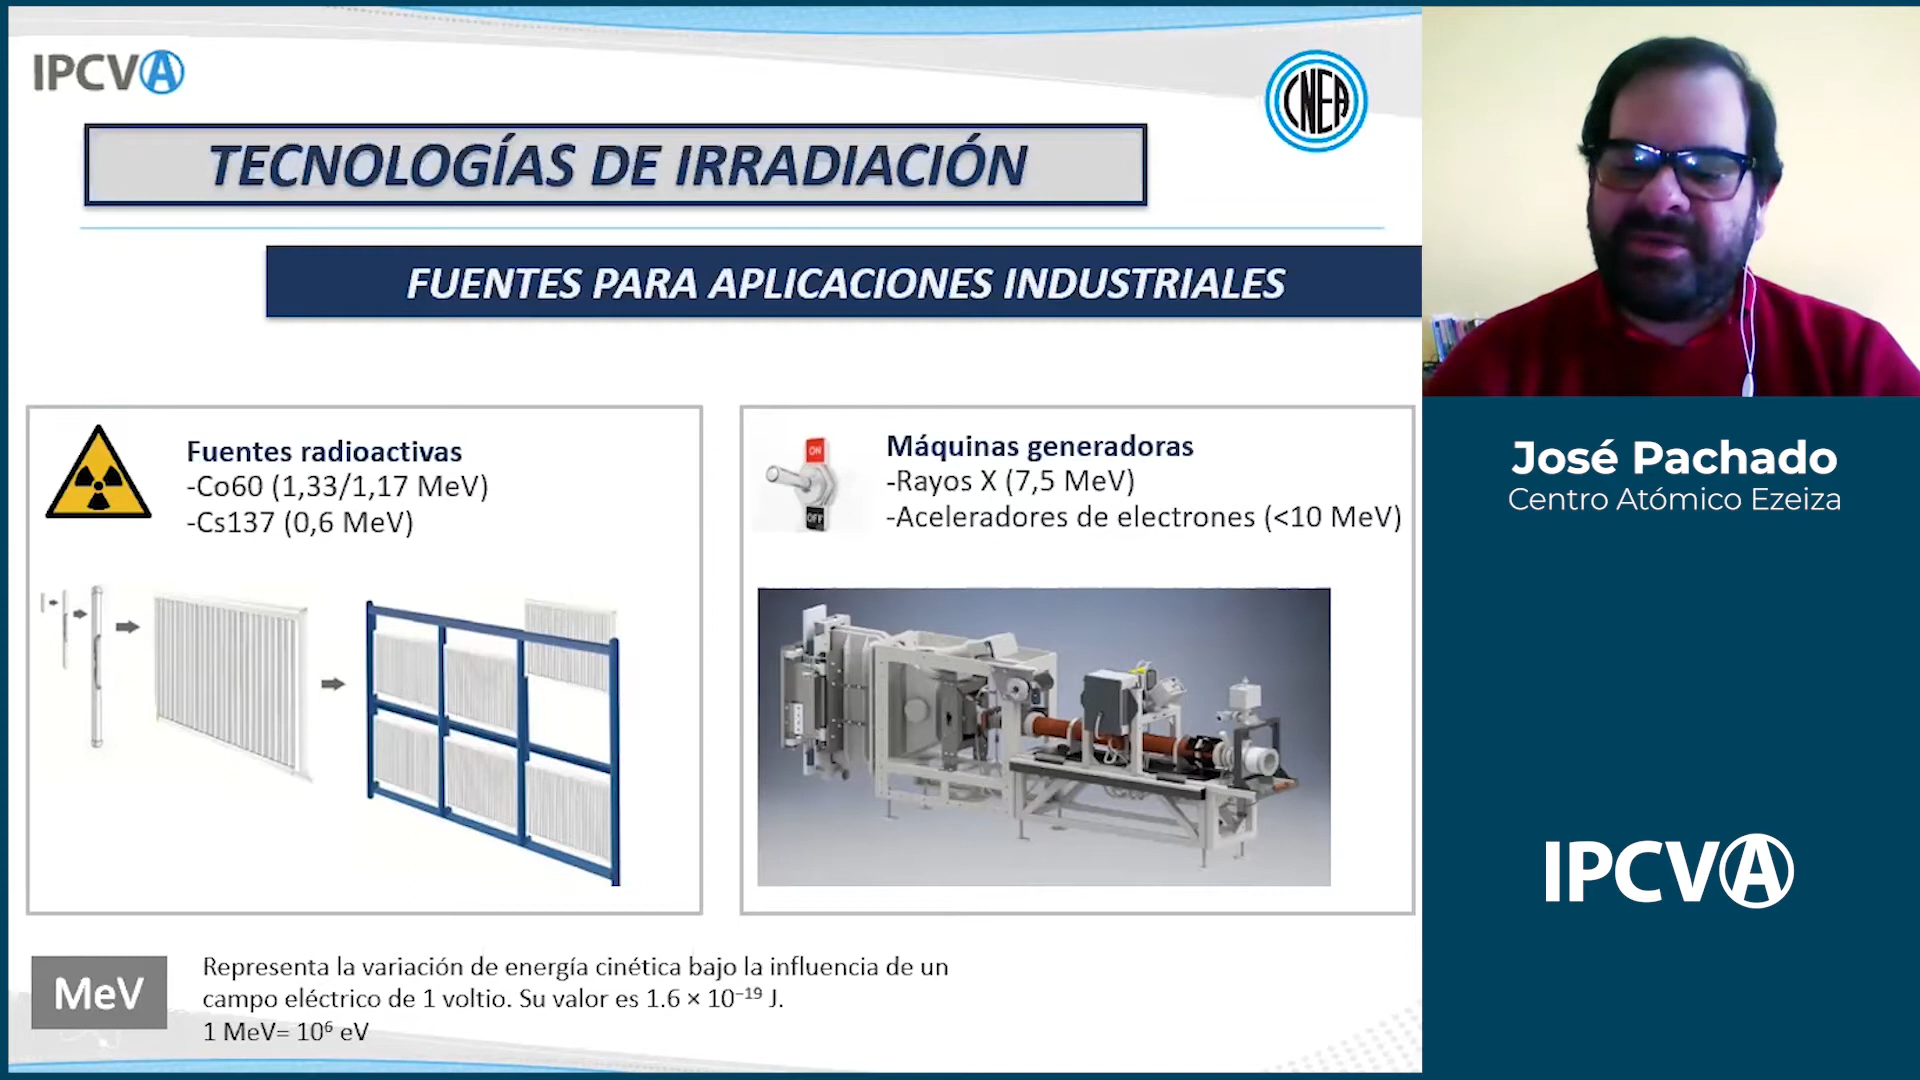 IPCVA
CNEA
TECNOLOGÍAS DE IRRADIACIÓN
FUENTES PARA APLICACIONES INDUSTRIALES
Fuentes radioactivas
-Co60 (1,33/1,17 MeV)
-Cs137 (0,6 MeV)
ON
OFF
Máquinas generadoras
-Rayos X (7,5 MeV)
-Aceleradores de electrones (<10 MeV)
MeV
Representa la variación de energía cinética bajo la influencia de un
campo eléctrico de 1 voltio. Su valor es 1.6 × 10⁻¹⁹ J.
1 MeV= 10⁶ eV
José Pachado
Centro Atómico Ezeiza
IPCVA